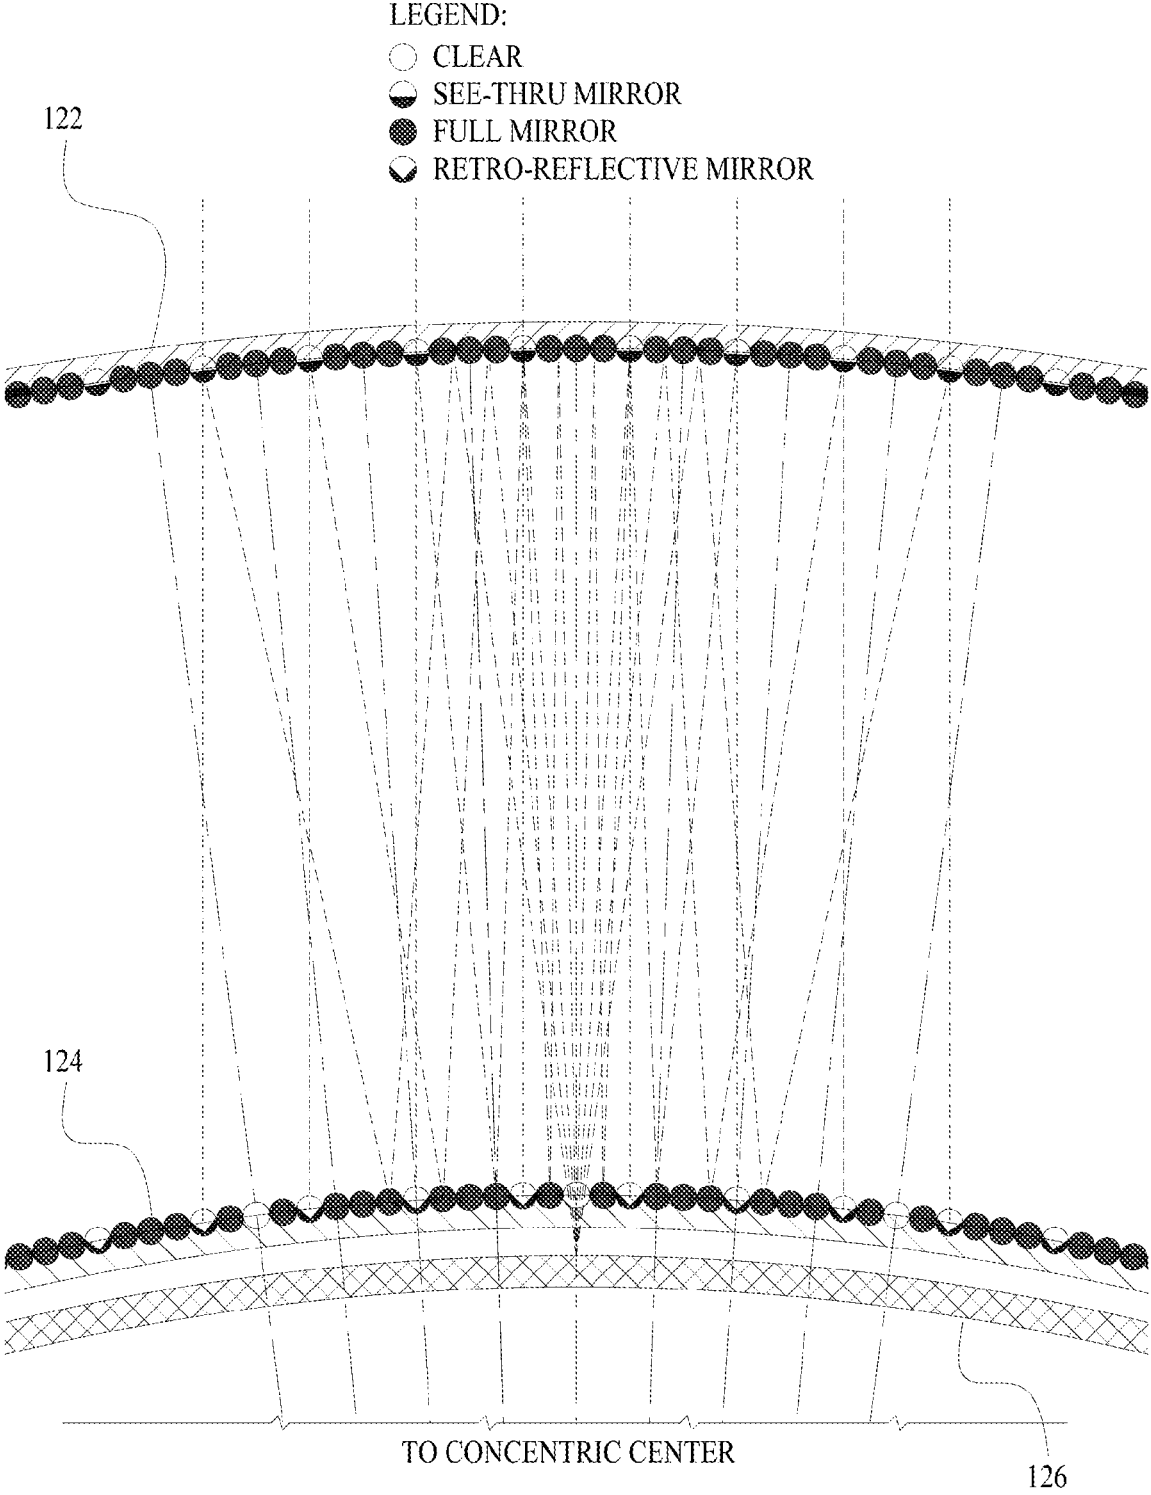 LEGEND:
CLEAR
SEE-THRU MIRROR
FULL MIRROR
RETRO-REFLECTIVE MIRROR
122
124
TO CONCENTRIC CENTER
126